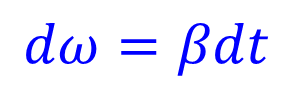 dω = βdt